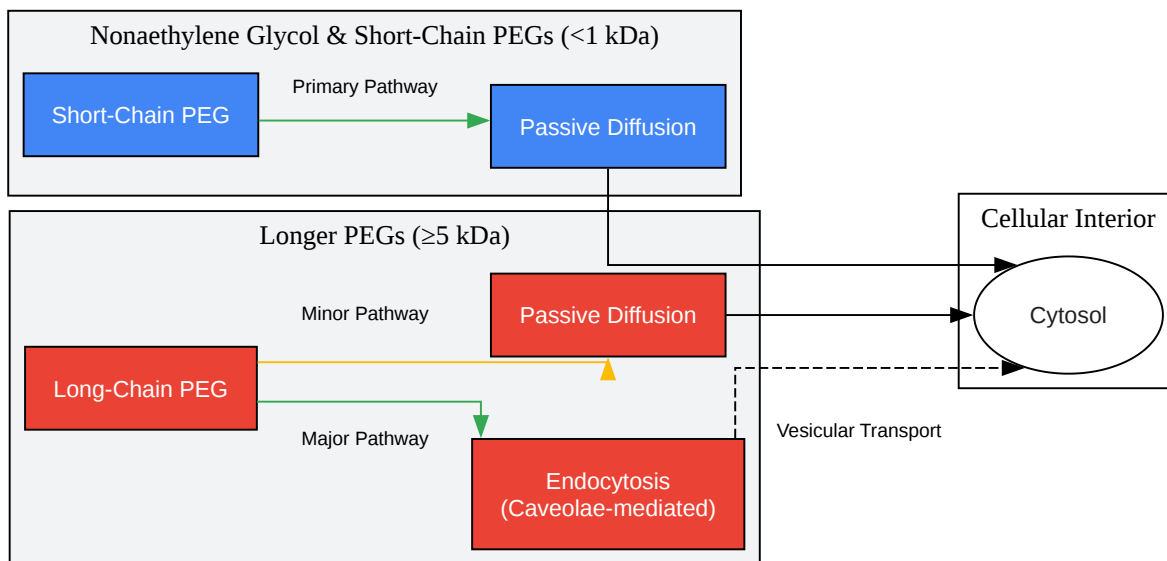 Nonaethylene Glycol & Short-Chain PEGs (<1 kDa)
Primary Pathway
Short-Chain PEG
Passive Diffusion
Longer PEGs (≥5 kDa)
Cellular Interior
Minor Pathway
Passive Diffusion
Cytosol
Long-Chain PEG
Major Pathway
Vesicular Transport
Endocytosis
(Caveolae-mediated)